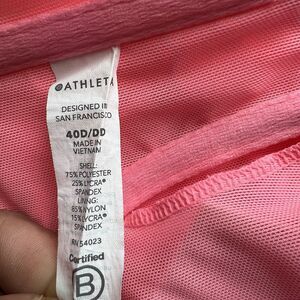 ATHLETA
DESIGNED IN
SAN FRANCISCO
40D/DD
MADE IN
VIETNAM
SHELL:
75% POLYESTER
25% LYCRA®
SPANDEX
LINING:
85% NYLON
15% LYCRA®
SPANDEX
RN 54023
Certified
B